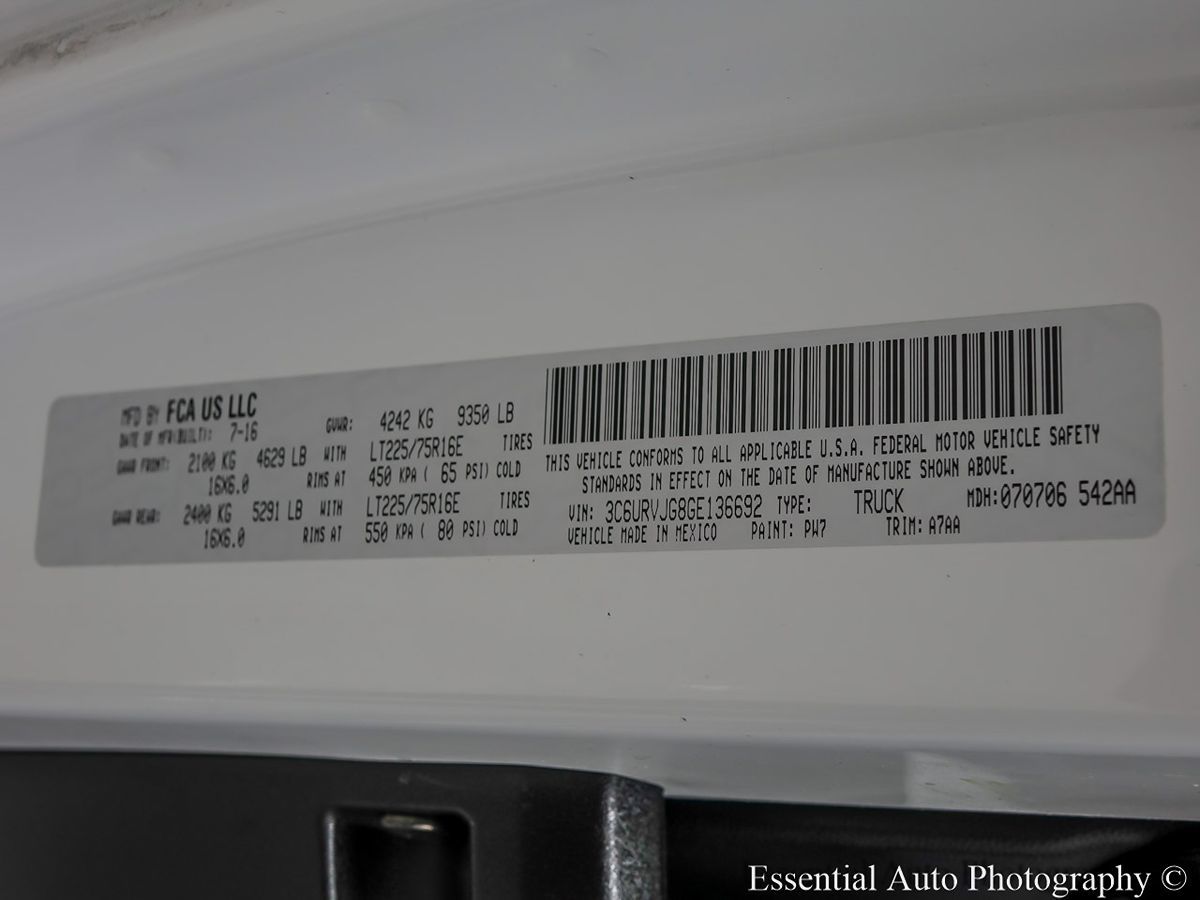 MFD BY FCA US LLC
DATE OF MFR(BUILT): 7-16
GVWR: 4242 KG 9350 LB
GAWR FRONT: 2100 KG 4629 LB WITH LT225/75R16E TIRES
16X6.0 RIMS AT 450 KPA ( 65 PSI) COLD
GAWR REAR: 2400 KG 5291 LB WITH LT225/75R16E TIRES
16X6.0 RIMS AT 550 KPA ( 80 PSI) COLD
THIS VEHICLE CONFORMS TO ALL APPLICABLE U.S.A. FEDERAL MOTOR VEHICLE SAFETY
STANDARDS IN EFFECT ON THE DATE OF MANUFACTURE SHOWN ABOVE.
VIN: 3C6URVJG8GE136692 TYPE: TRUCK MDH:070706 542AA
VEHICLE MADE IN MEXICO PAINT: PW7 TRIM: A7AA
Essential Auto Photography ©